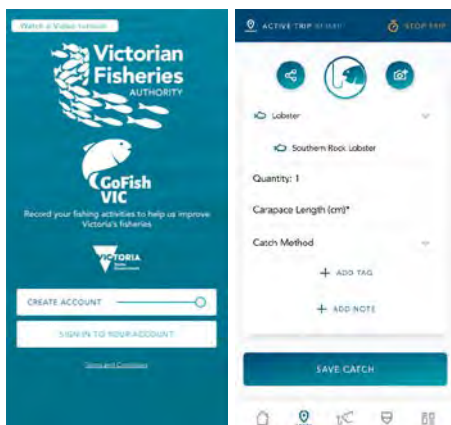 Watch a Video Tutorial
Victorian
Fisheries
AUTHORITY
GoFish
VIC
Record your fishing activities to help us improve
Victoria's fisheries
VICTORIA
State
Government
CREATE ACCOUNT
SIGN IN TO YOUR ACCOUNT
Terms and Conditions
ACTIVE TRIP
STOP TRIP
Lobster
Southern Rock Lobster
Quantity: 1
Carapace Length (cm)*
Catch Method
+ ADD TAG
+ ADD NOTE
SAVE CATCH